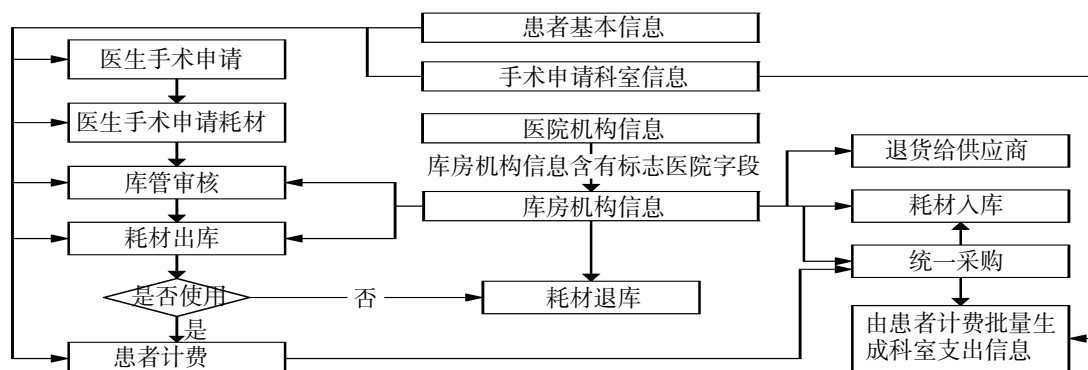 患者基本信息
医生手术申请
手术申请科室信息
医生手术申请耗材
医院机构信息
库房机构信息含有标志医院字段
退货给供应商
库管审核
库房机构信息
耗材入库
耗材出库
统一采购
是否使用
否
耗材退库
是
患者计费
由患者计费批量生
成科室支出信息